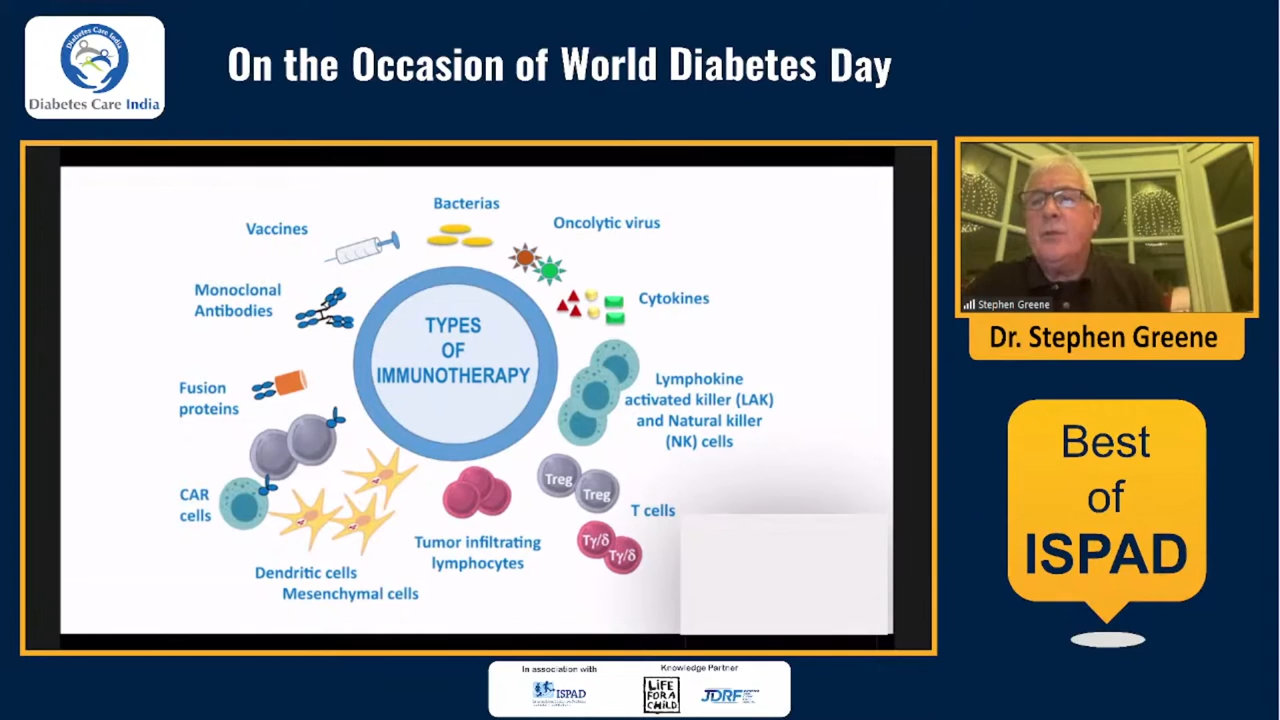 Diabetes Care India
Diabetes Care India
On the Occasion of World Diabetes Day
Bacterias
Vaccines
Oncolytic virus
Monoclonal
Antibodies
Cytokines
TYPES
OF
IMMUNOTHERAPY
Fusion
proteins
Lymphokine
activated killer (LAK)
and Natural killer
(NK) cells
Treg
Treg
CAR
cells
T cells
Tγ/δ
Tγ/δ
Tumor infiltrating
lymphocytes
Dendritic cells
Mesenchymal cells
Stephen Greene
Dr. Stephen Greene
Best
of
ISPAD
In association with
ISPAD
Knowledge Partner
LiFE
FOR A
CHiLD
JDRF